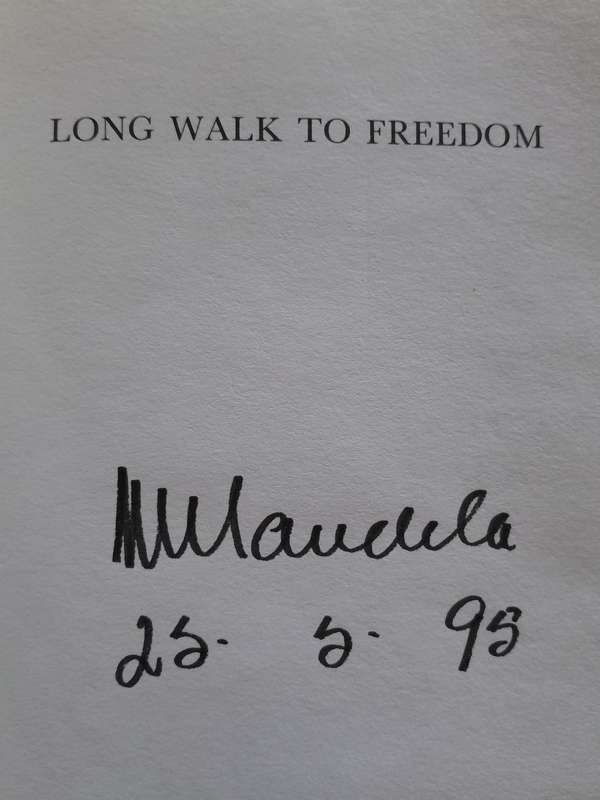 LONG WALK TO FREEDOM
NMandela
25. 5. 95